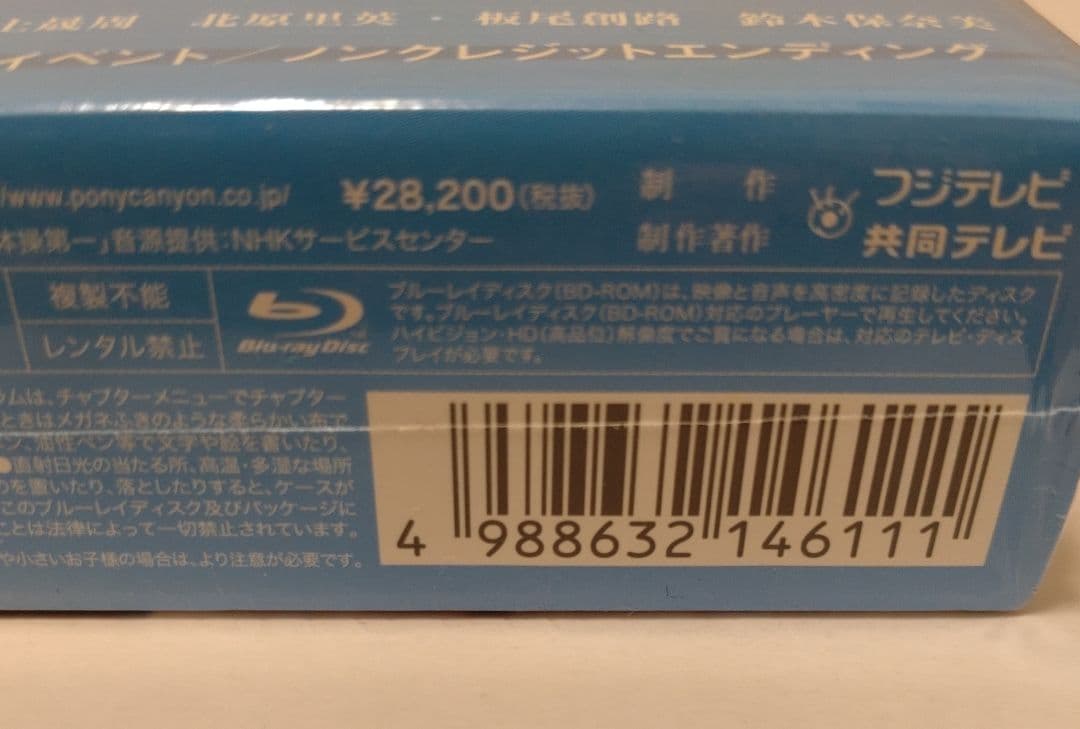 北原里英・板尾創路　鈴木保奈美
イベント／ノンクレジットエンディング
/www.ponycanyon.co.jp/
¥28,200(税抜)
制作
フジテレビ
操第一」音源提供:NHKサービスセンター
制作著作
共同テレビ
複製不能
レンタル禁止
Blu-ray Disc
ブルーレイディスク(BD-ROM)は、映像と音声を高密度に記録したディスク
です。ブルーレイディスク(BD-ROM)対応のプレーヤーで再生してください。
ハイビジョン・HD(高品位)解像度でご覧になる場合は、対応のテレビ・ディス
プレイが必要です。
ムは、チャプターメニューでチャプター
ときはメガネふきのような柔らかい布で
ン、油性ペン等で文字や絵を書いたり、
●直射日光の当たる所、高温・多湿な場所
のを置いたり、落としたりすると、ケースが
このブルーレイディスク及びパッケージに
ことは法律によって一切禁止されています。
や小さいお子様の場合は、より注意が必要です。
4 988632 146111